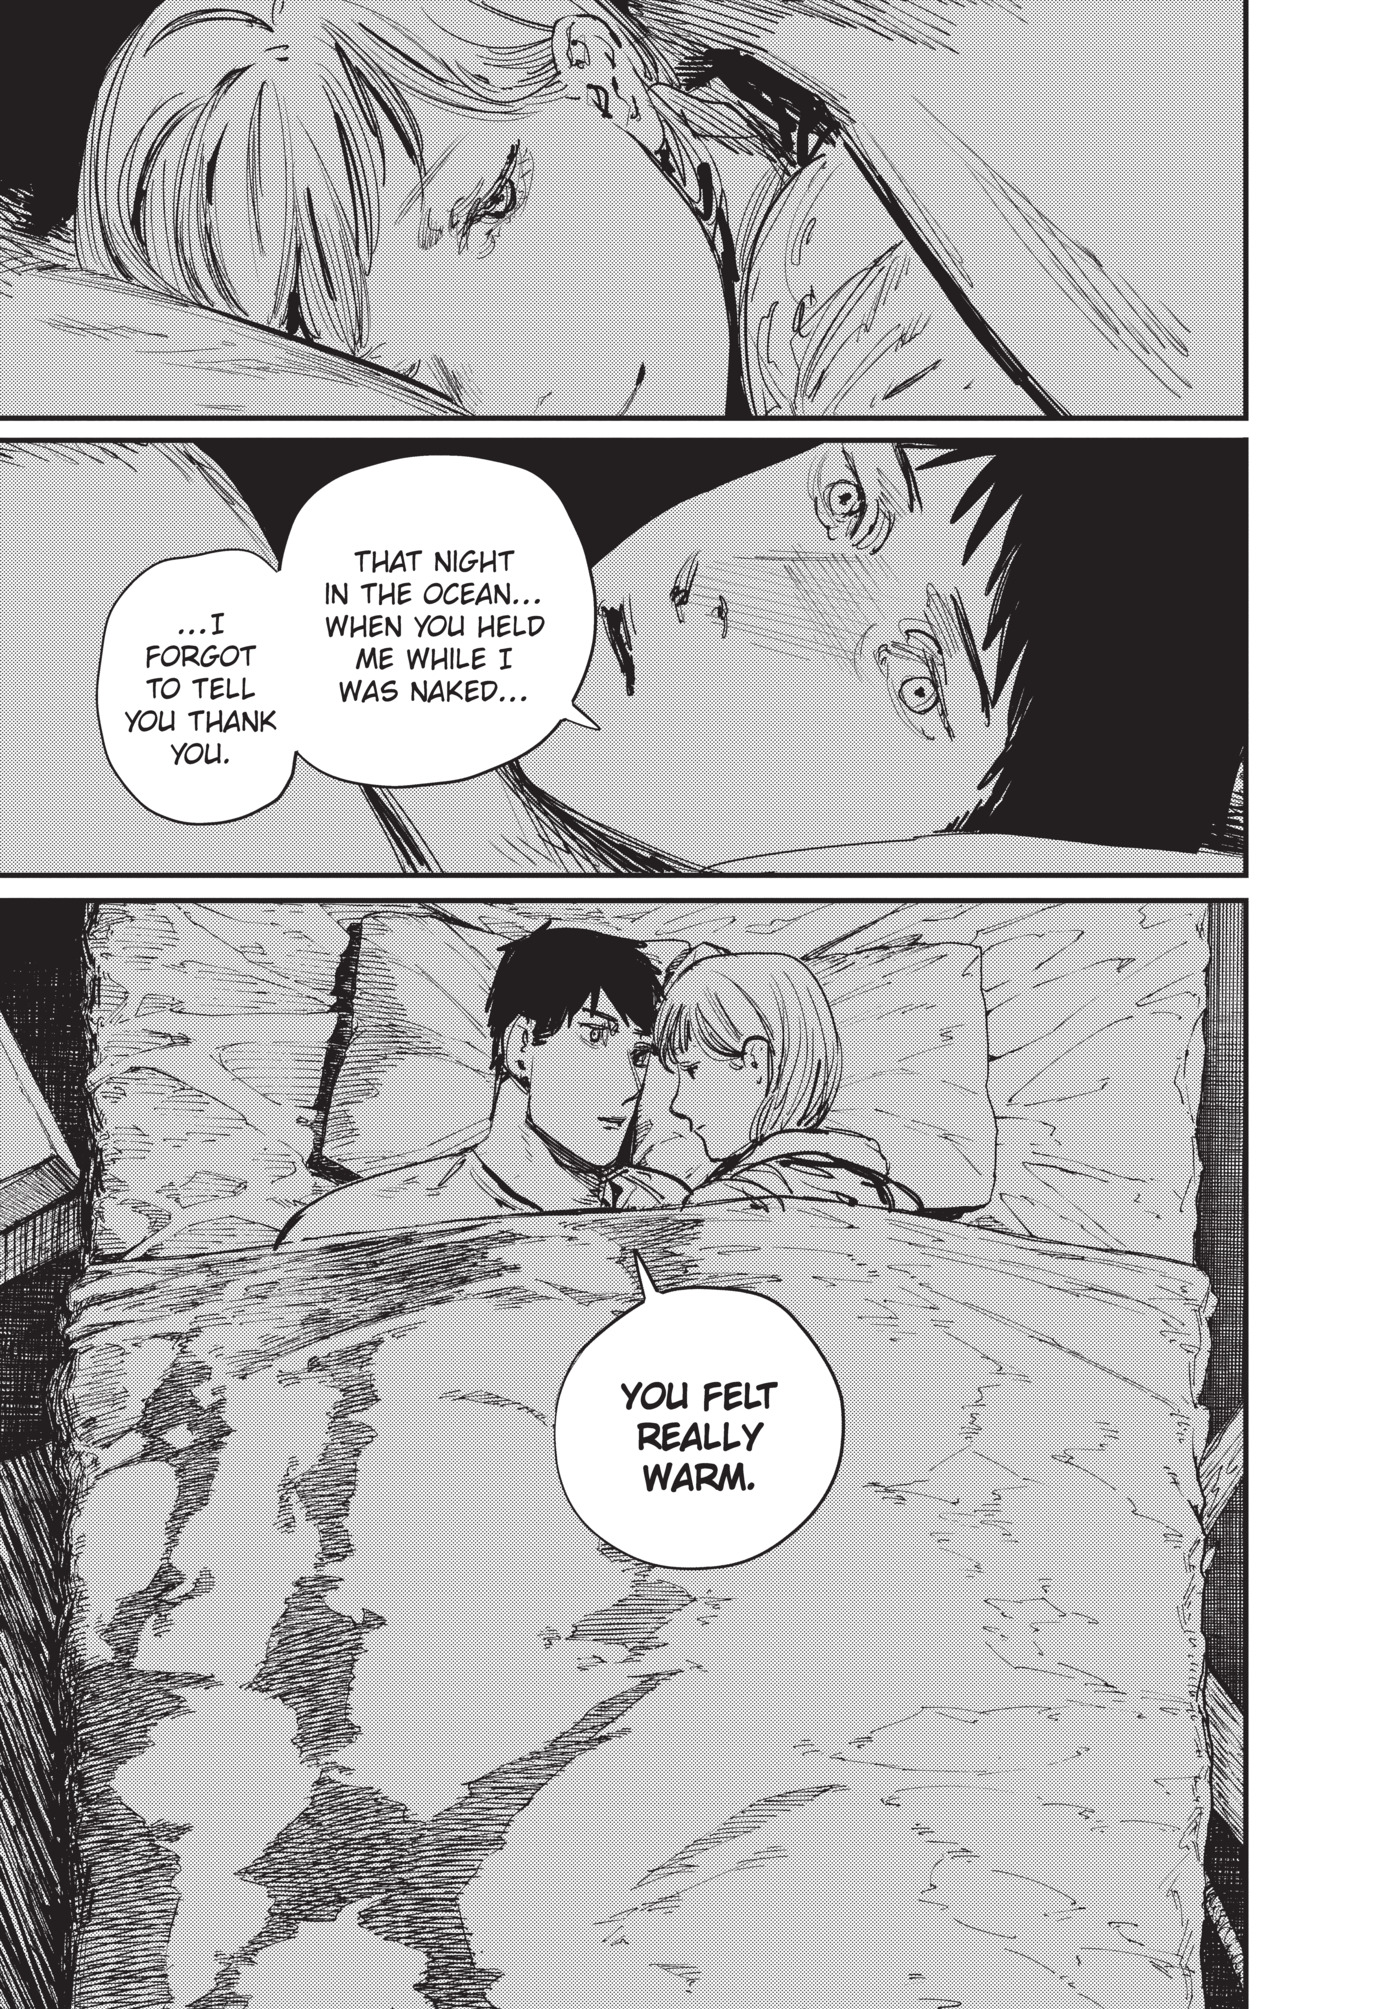 THAT NIGHT
IN THE OCEAN...
WHEN YOU HELD
ME WHILE I
WAS NAKED...
...I
FORGOT
TO TELL
YOU THANK
YOU.
YOU FELT
REALLY
WARM.